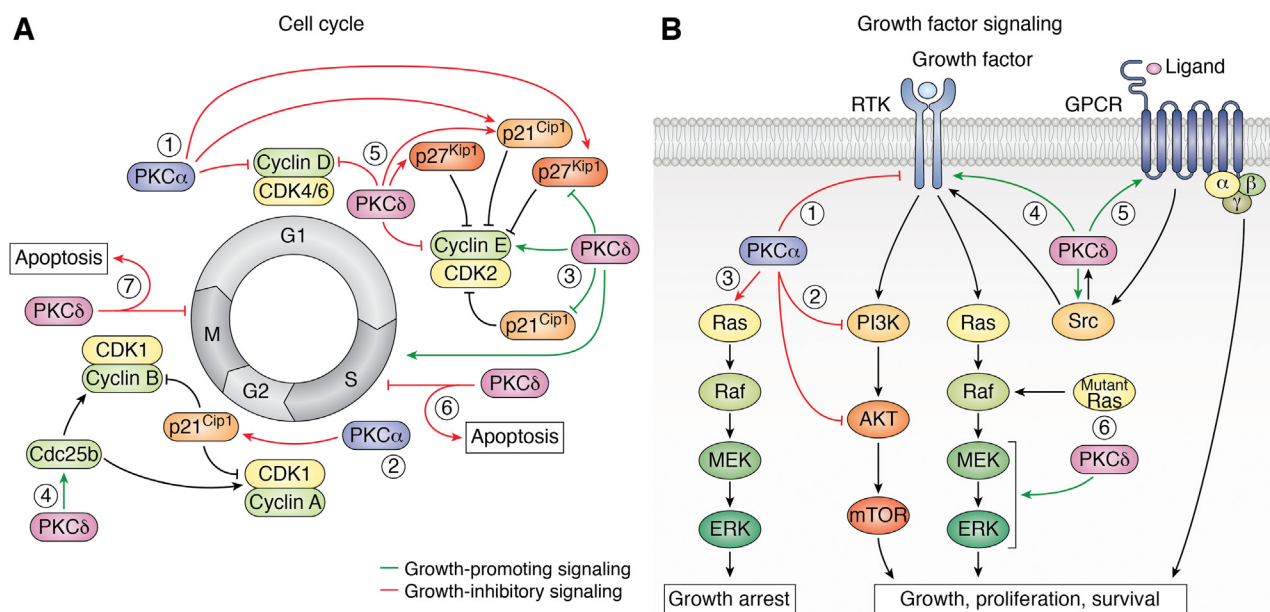 A
Cell cycle
1
PKCα
Cyclin D
CDK4/6
5
p27Kip1
p21Cip1
p27Kip1
PKCδ
Cyclin E
CDK2
PKCδ
3
p21Cip1
G1
S
G2
M
Apoptosis
7
PKCδ
CDK1
Cyclin B
p21Cip1
Cdc25b
4
PKCδ
CDK1
Cyclin A
PKCα
2
PKCδ
6
Apoptosis
Growth-promoting signaling
Growth-inhibitory signaling
B
Growth factor signaling
Growth factor
RTK
GPCR
Ligand
α
β
γ
1
PKCα
3
2
4
5
PKCδ
Ras
PI3K
Ras
Src
Raf
AKT
Raf
Mutant
Ras
6
MEK
MEK
PKCδ
ERK
mTOR
ERK
Growth arrest
Growth, proliferation, survival